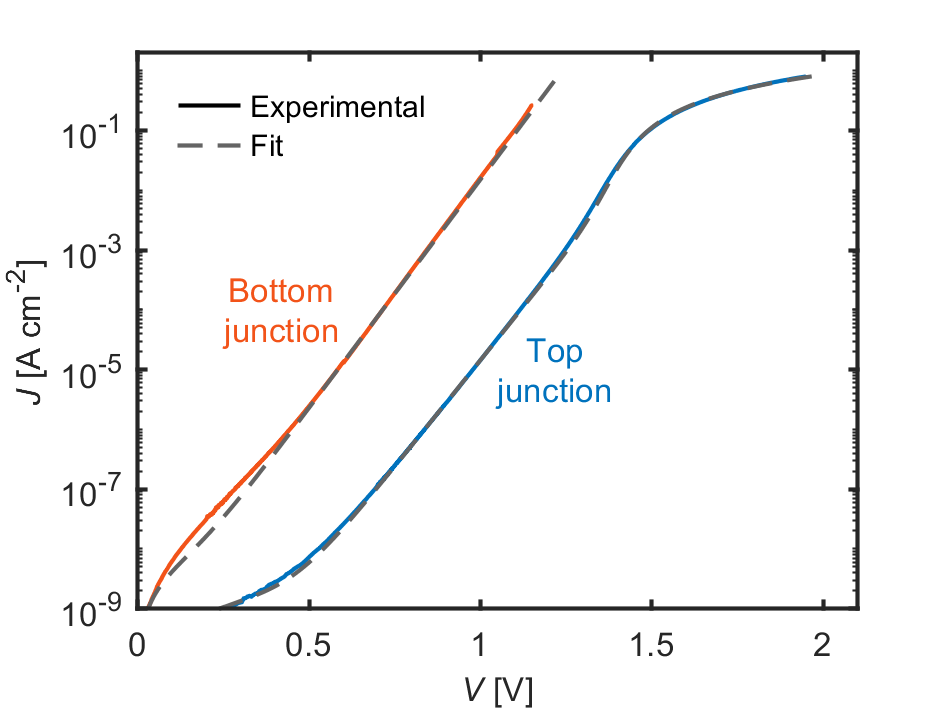 Experimental
Fit
Bottom
junction
Top
junction
10⁻¹
10⁻³
10⁻⁵
10⁻⁷
10⁻⁹
J [A cm⁻²]
0 0.5 1 1.5 2
V [V]